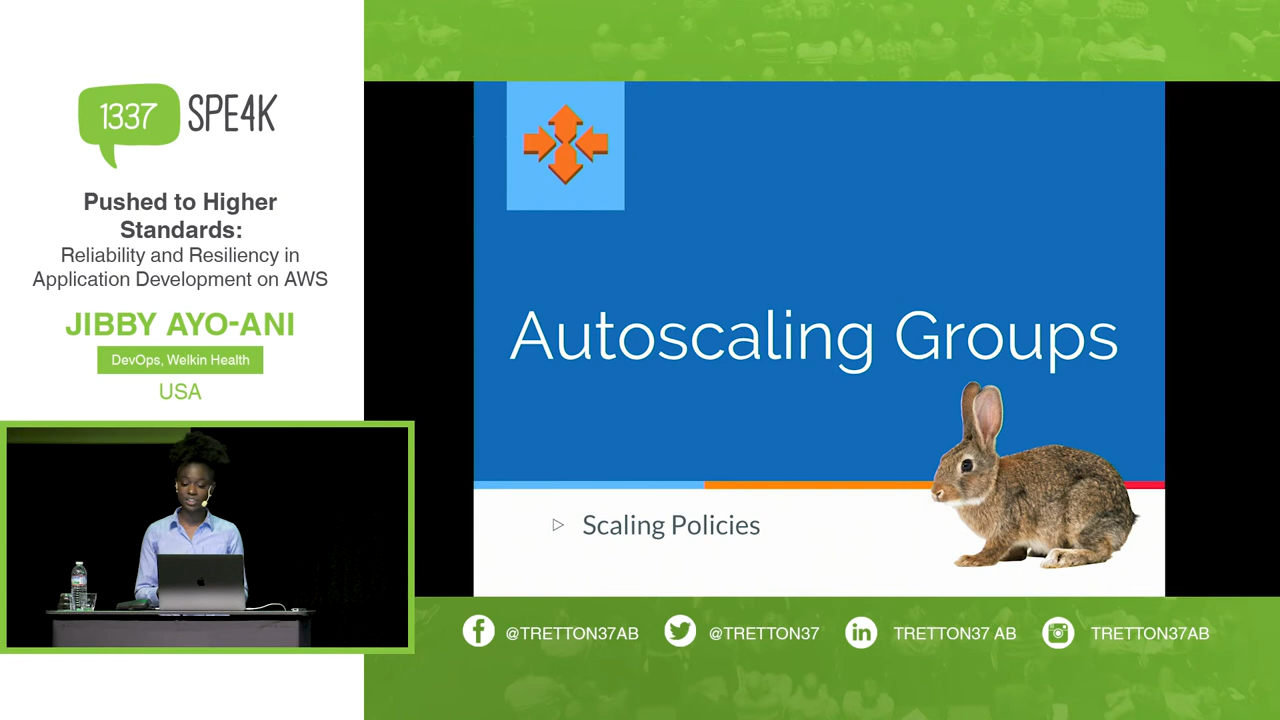 1337 SPE4K
Pushed to Higher
Standards:
Reliability and Resiliency in
Application Development on AWS
JIBBY AYO-ANI
DevOps, Welkin Health
USA
Autoscaling Groups
▷ Scaling Policies
@TRETTON37AB
@TRETTON37
TRETTON37 AB
TRETTON37AB